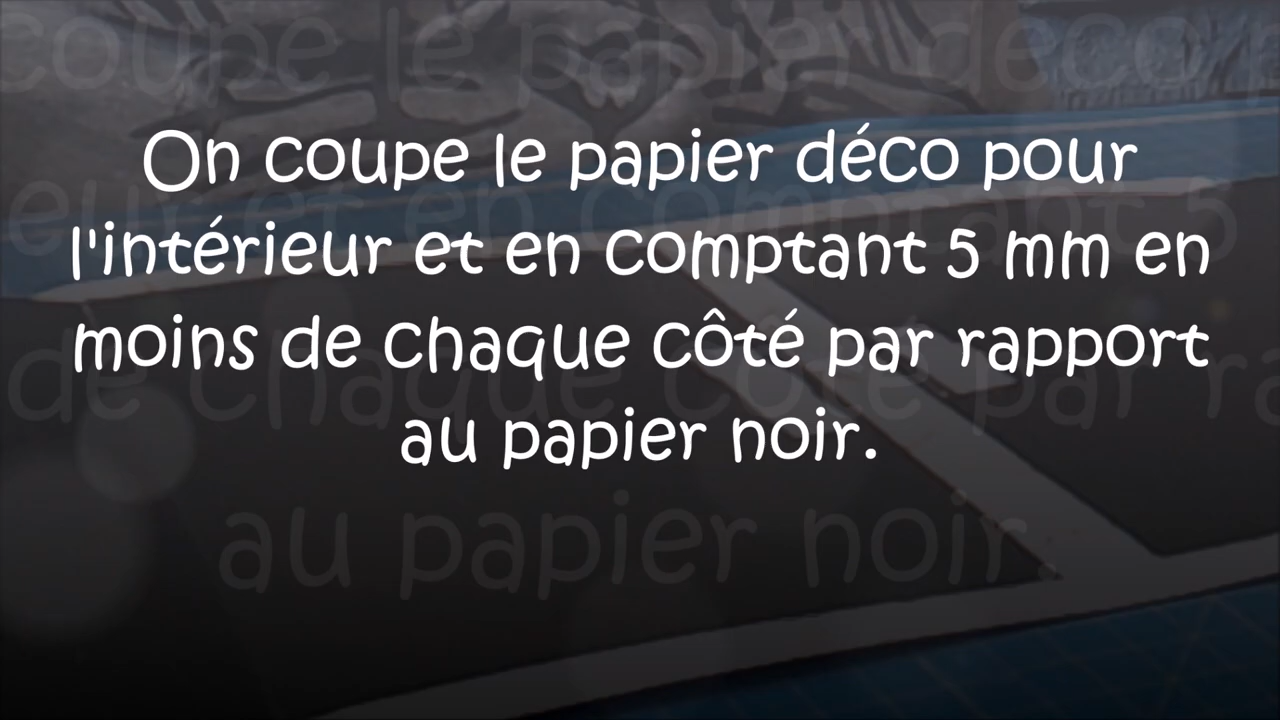 On coupe le papier déco pour
l'intérieur et en comptant 5 mm en
moins de chaque côté par rapport
au papier noir.